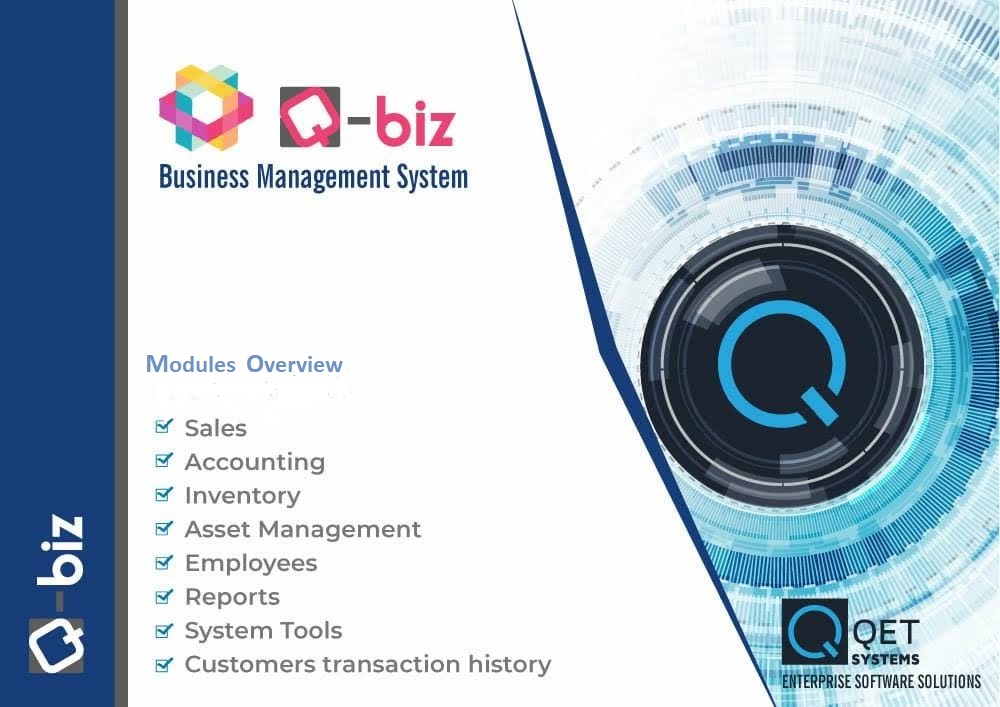 Q-biz
Business Management System
Modules Overview
Sales
Accounting
Inventory
Asset Management
Employees
Reports
System Tools
Customers transaction history
Q-biz
Q
QET
SYSTEMS
ENTERPRISE SOFTWARE SOLUTIONS